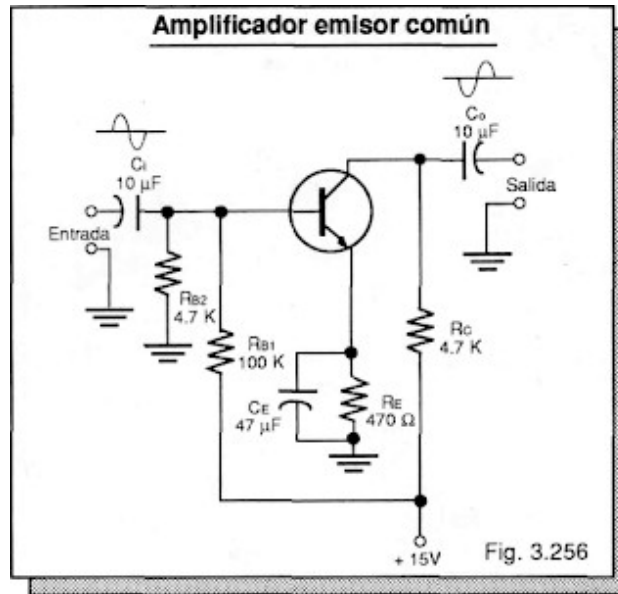 Amplificador emisor común
Co
10 µF
Ci
10 µF
Salida
Entrada
RB2
4.7 K
RB1
100 K
RC
4.7 K
CE
47 µF
RE
470 Ω
+ 15V
Fig. 3.256